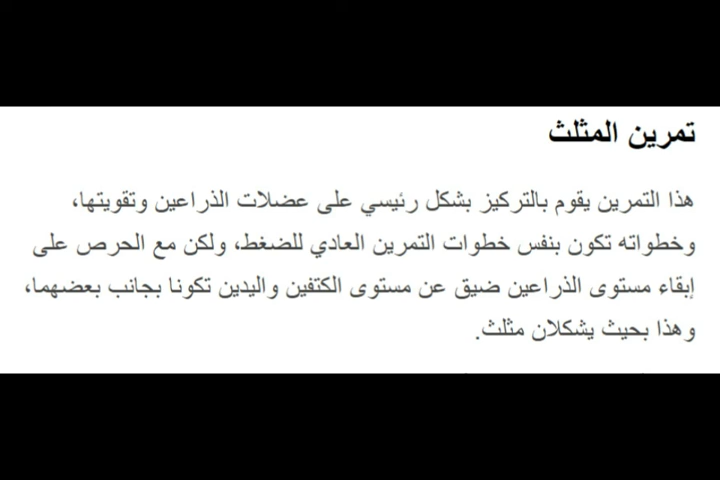 تمرين المثلث
هذا التمرين يقوم بالتركيز بشكل رئيسي على عضلات الذراعين وتقويتها،
وخطواته تكون بنفس خطوات التمرين العادي للضغط، ولكن مع الحرص على
إبقاء مستوى الذراعين ضيق عن مستوى الكتفين واليدين تكونا بجانب بعضهما،
وهذا بحيث يشكلان مثلث.